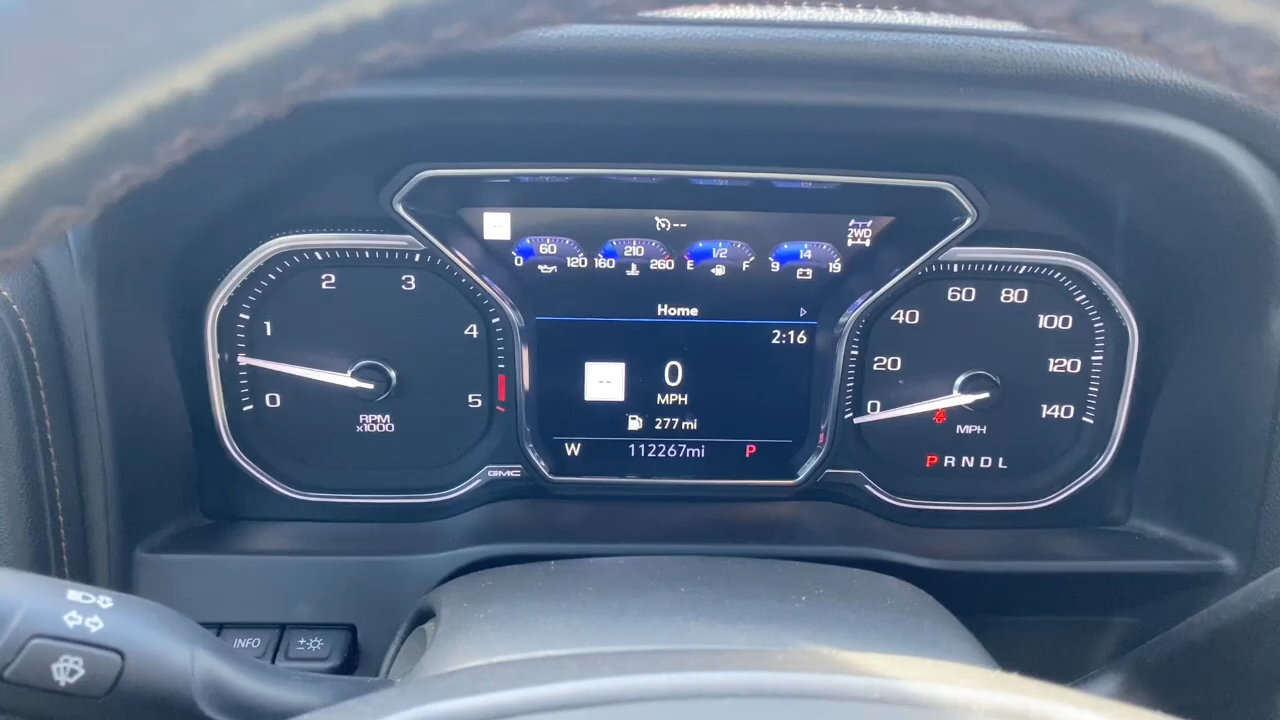 --
2WD
60
0 120
210
160 260
1/2
E F
14
9 19
Home
2:16
--
0
MPH
277 mi
W 112267mi P
0 1 2 3 4 5
RPM
x1000
GMC
0 20 40 60 80 100 120 140
MPH
PRNDL
INFO